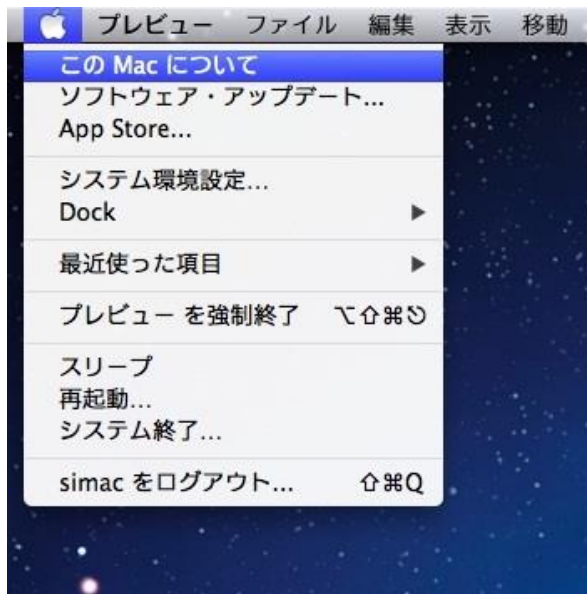 プレビュー ファイル 編集 表示 移動
この Mac について
ソフトウェア・アップデート...
App Store...
システム環境設定...
Dock ▶
最近使った項目 ▶
プレビュー を強制終了 ⌥⇧⌘⎋
スリープ
再起動...
システム終了...
simac をログアウト... ⇧⌘Q